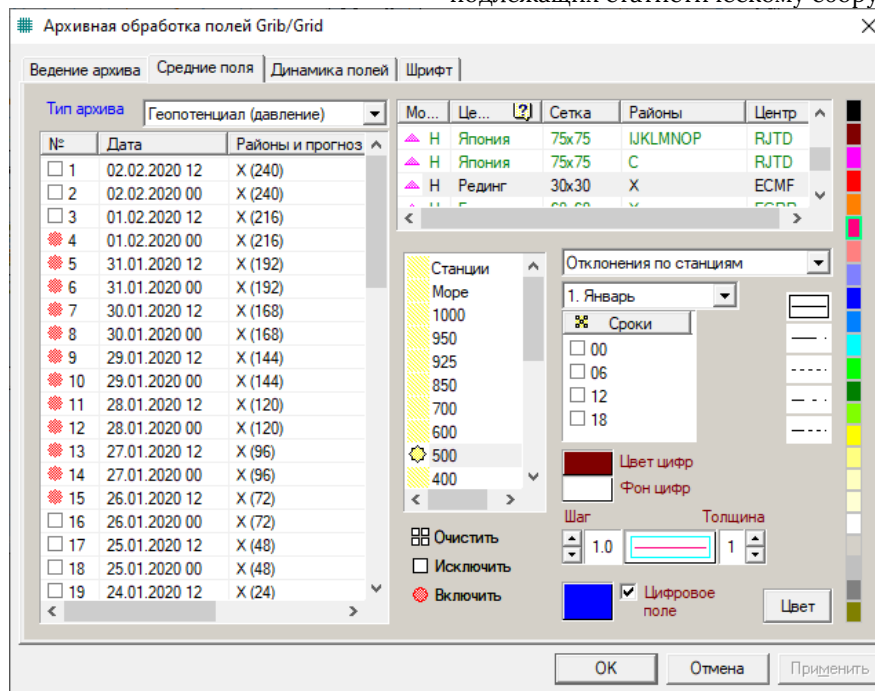 подлежащих статистическому
Архивная обработка полей Grib/Grid
Ведение архива Средние поля Динамика полей Шрифт
Тип архива Геопотенциал (давление)
№ Дата Районы и прогноз
1 02.02.2020 12 X (240)
2 02.02.2020 00 X (240)
3 01.02.2020 12 X (216)
4 01.02.2020 00 X (216)
5 31.01.2020 12 X (192)
6 31.01.2020 00 X (192)
7 30.01.2020 12 X (168)
8 30.01.2020 00 X (168)
9 29.01.2020 12 X (144)
10 29.01.2020 00 X (144)
11 28.01.2020 12 X (120)
12 28.01.2020 00 X (120)
13 27.01.2020 12 X (96)
14 27.01.2020 00 X (96)
15 26.01.2020 12 X (72)
16 26.01.2020 00 X (72)
17 25.01.2020 12 X (48)
18 25.01.2020 00 X (48)
19 24.01.2020 12 X (24)
Мо... Це... Сетка Районы Центр
Н Япония 75x75 IJKLMNOP RJTD
Н Япония 75x75 C RJTD
Н Рединг 30x30 X ECMF
Станции
Море
1000
950
925
850
700
600
500
400
Очистить
Исключить
Включить
Отклонения по станциям
1. Январь
Сроки
00
06
12
18
Цвет цифр
Фон цифр
Шаг Толщина
1.0 1
Цифровое
поле
Цвет
OK Отмена Применить